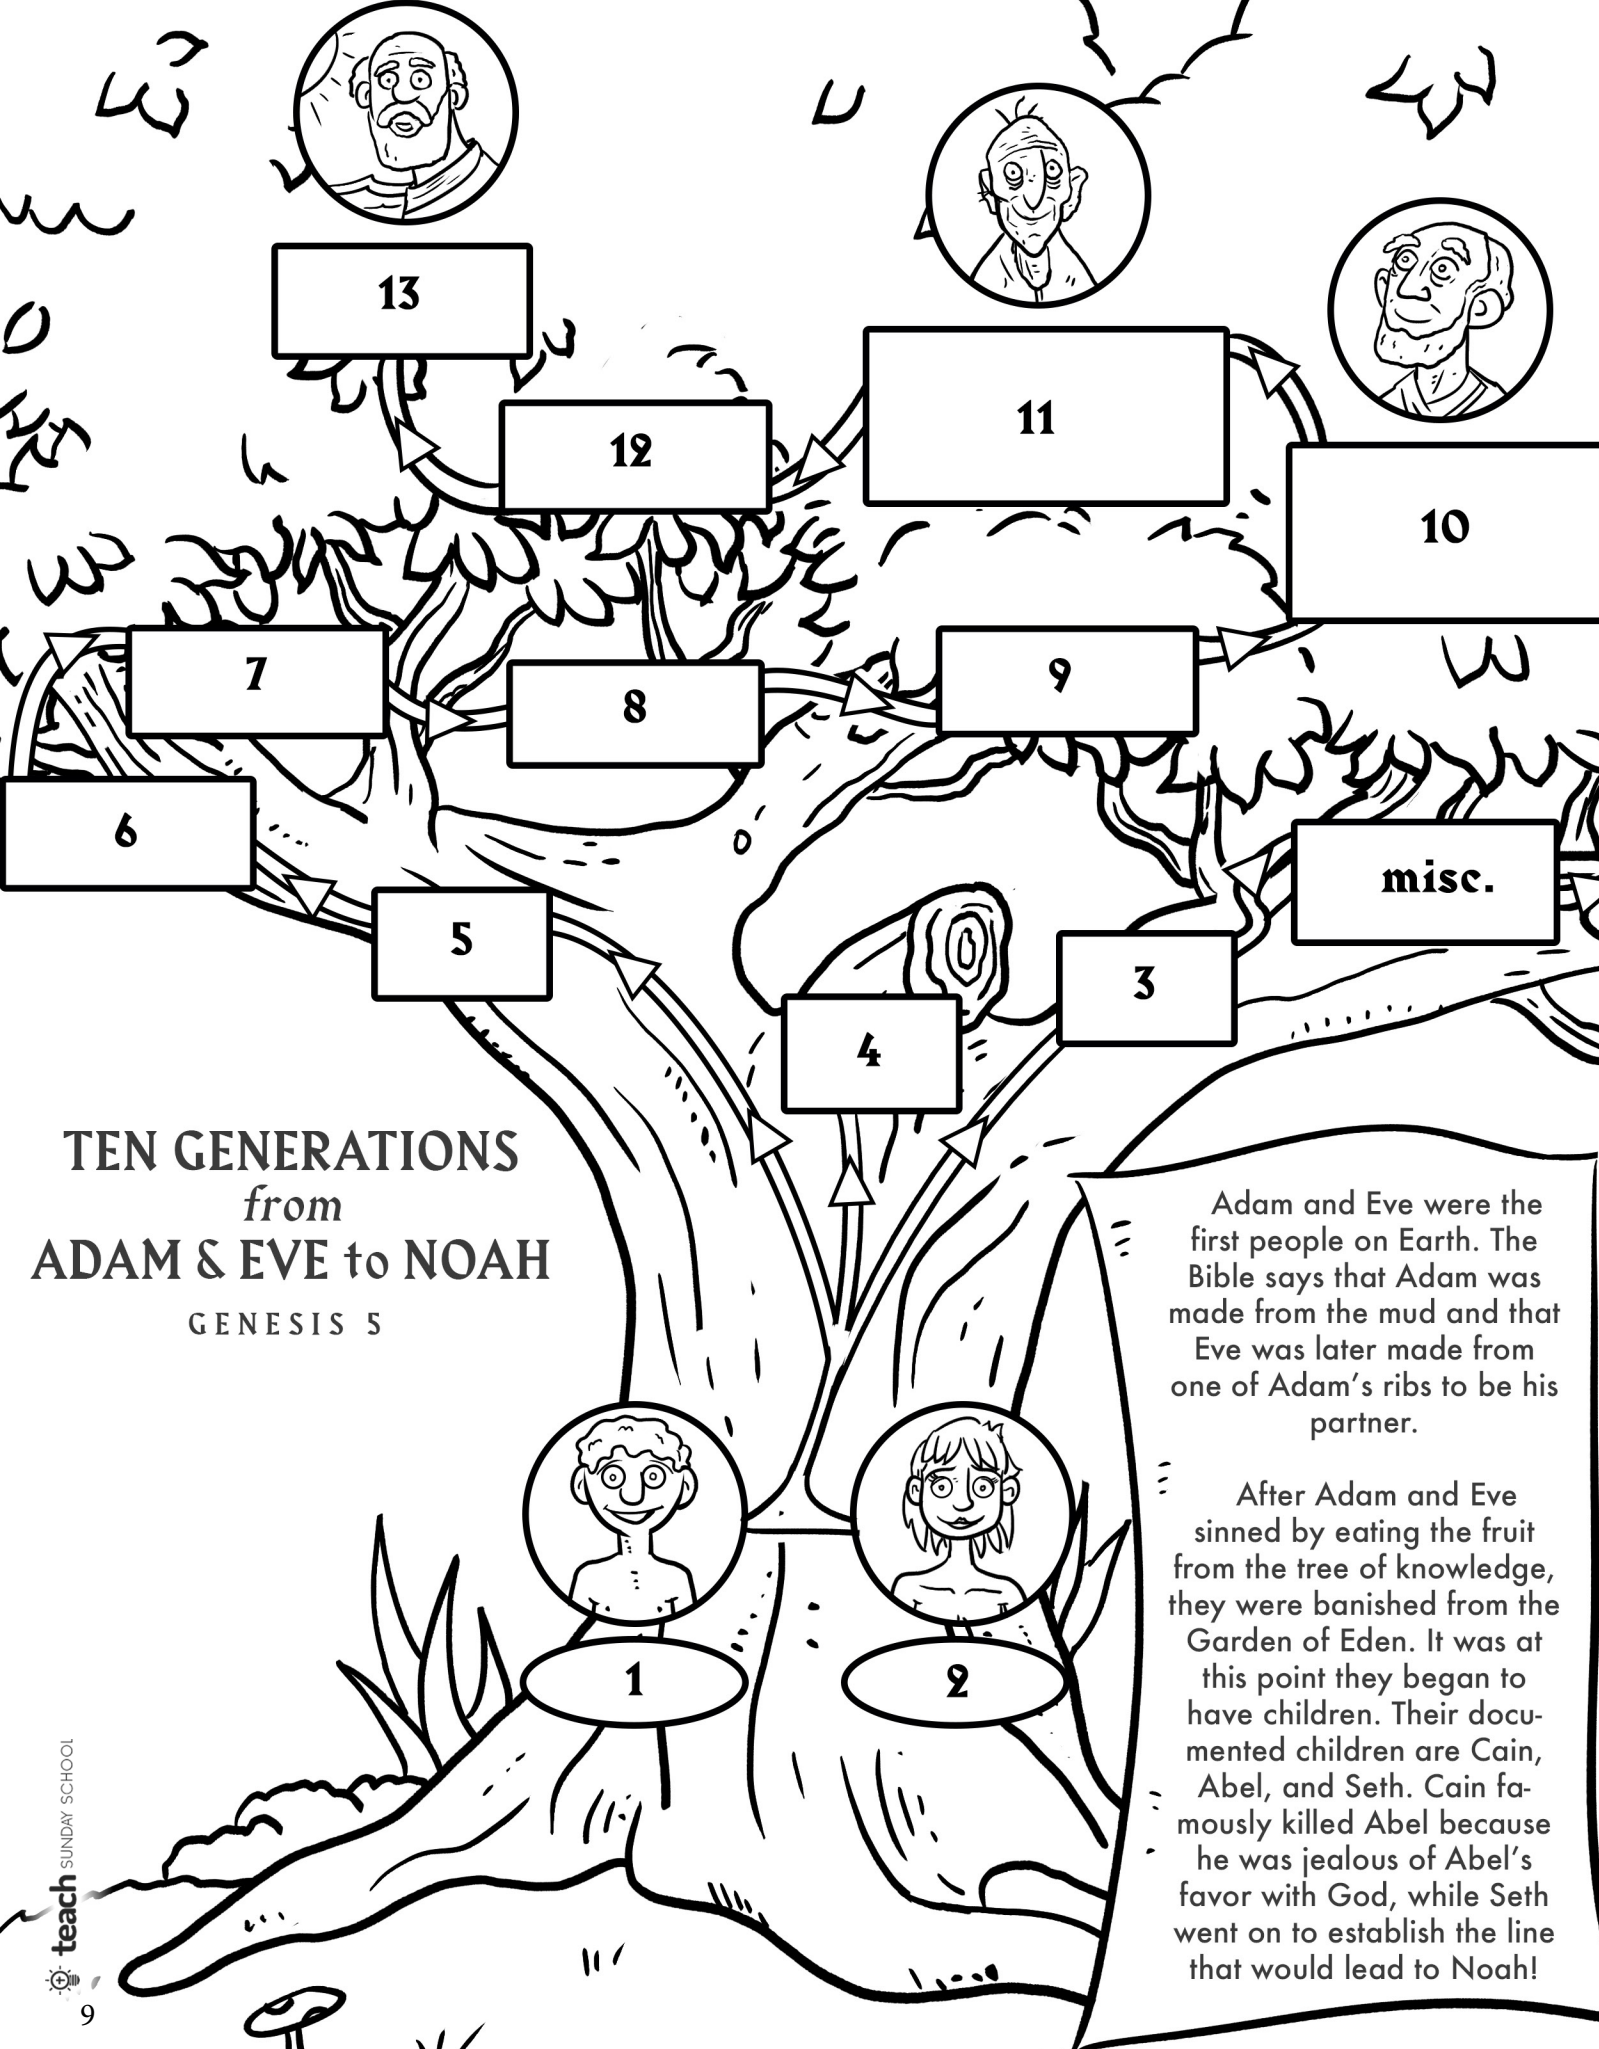 13
12
11
10
7
8
9
6
5
misc.
3
4
TEN GENERATIONS
from
ADAM & EVE to NOAH
GENESIS 5
1
2
Adam and Eve were the
first people on Earth. The
Bible says that Adam was
made from the mud and that
Eve was later made from
one of Adam's ribs to be his
partner.
After Adam and Eve
sinned by eating the fruit
from the tree of knowledge,
they were banished from the
Garden of Eden. It was at
this point they began to
have children. Their docu-
mented children are Cain,
Abel, and Seth. Cain fa-
mously killed Abel because
he was jealous of Abel's
favor with God, while Seth
went on to establish the line
that would lead to Noah!
teach SUNDAY SCHOOL
9